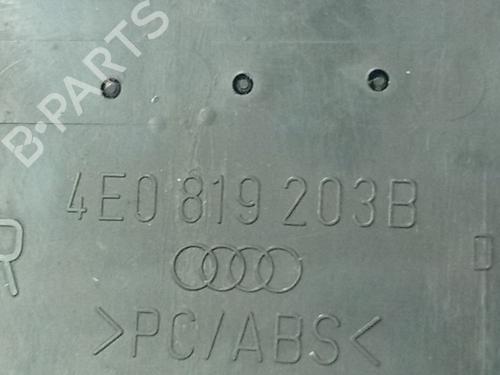 B-PARTS
4E0 819 203B
R
D
>PC/ABS<